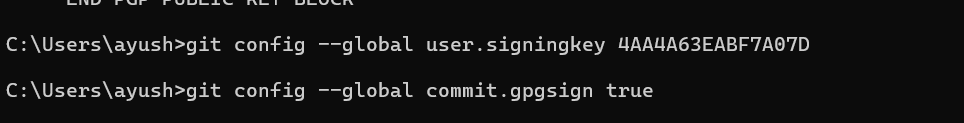 END PGP PUBLIC KEY BLOCK
C:\Users\ayush>git config --global user.signingkey 4AA4A63EABF7A07D
C:\Users\ayush>git config --global commit.gpgsign true